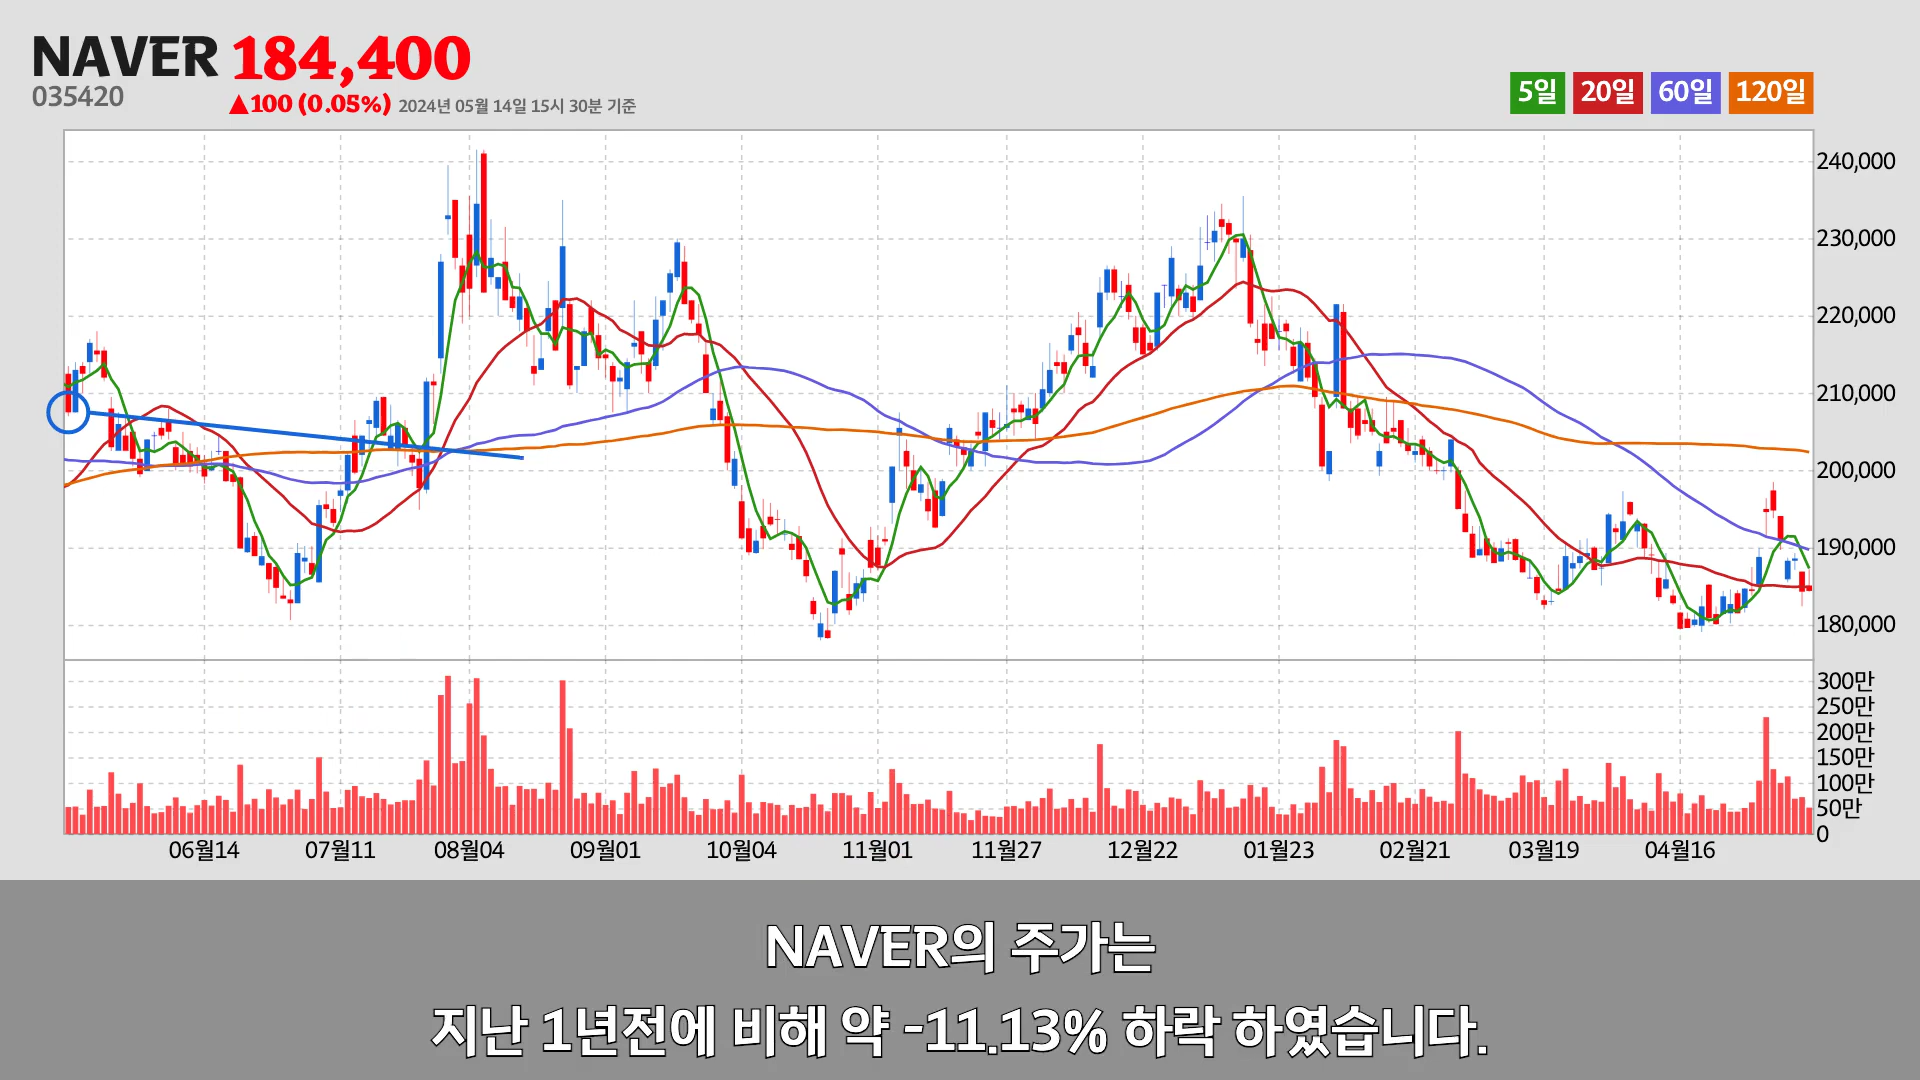 NAVER 184,400
035420
▲100 (0.05%) 2024년 05월 14일 15시 30분 기준
5일 20일 60일 120일
240,000
230,000
220,000
210,000
200,000
190,000
180,000
300만
250만
200만
150만
100만
50만
0
06월14 07월11 08월04 09월01 10월04 11월01 11월27 12월22 01월23 02월21 03월19 04월16
NAVER의 주가는
지난 1년전에 비해 약 -11.13% 하락 하였습니다.